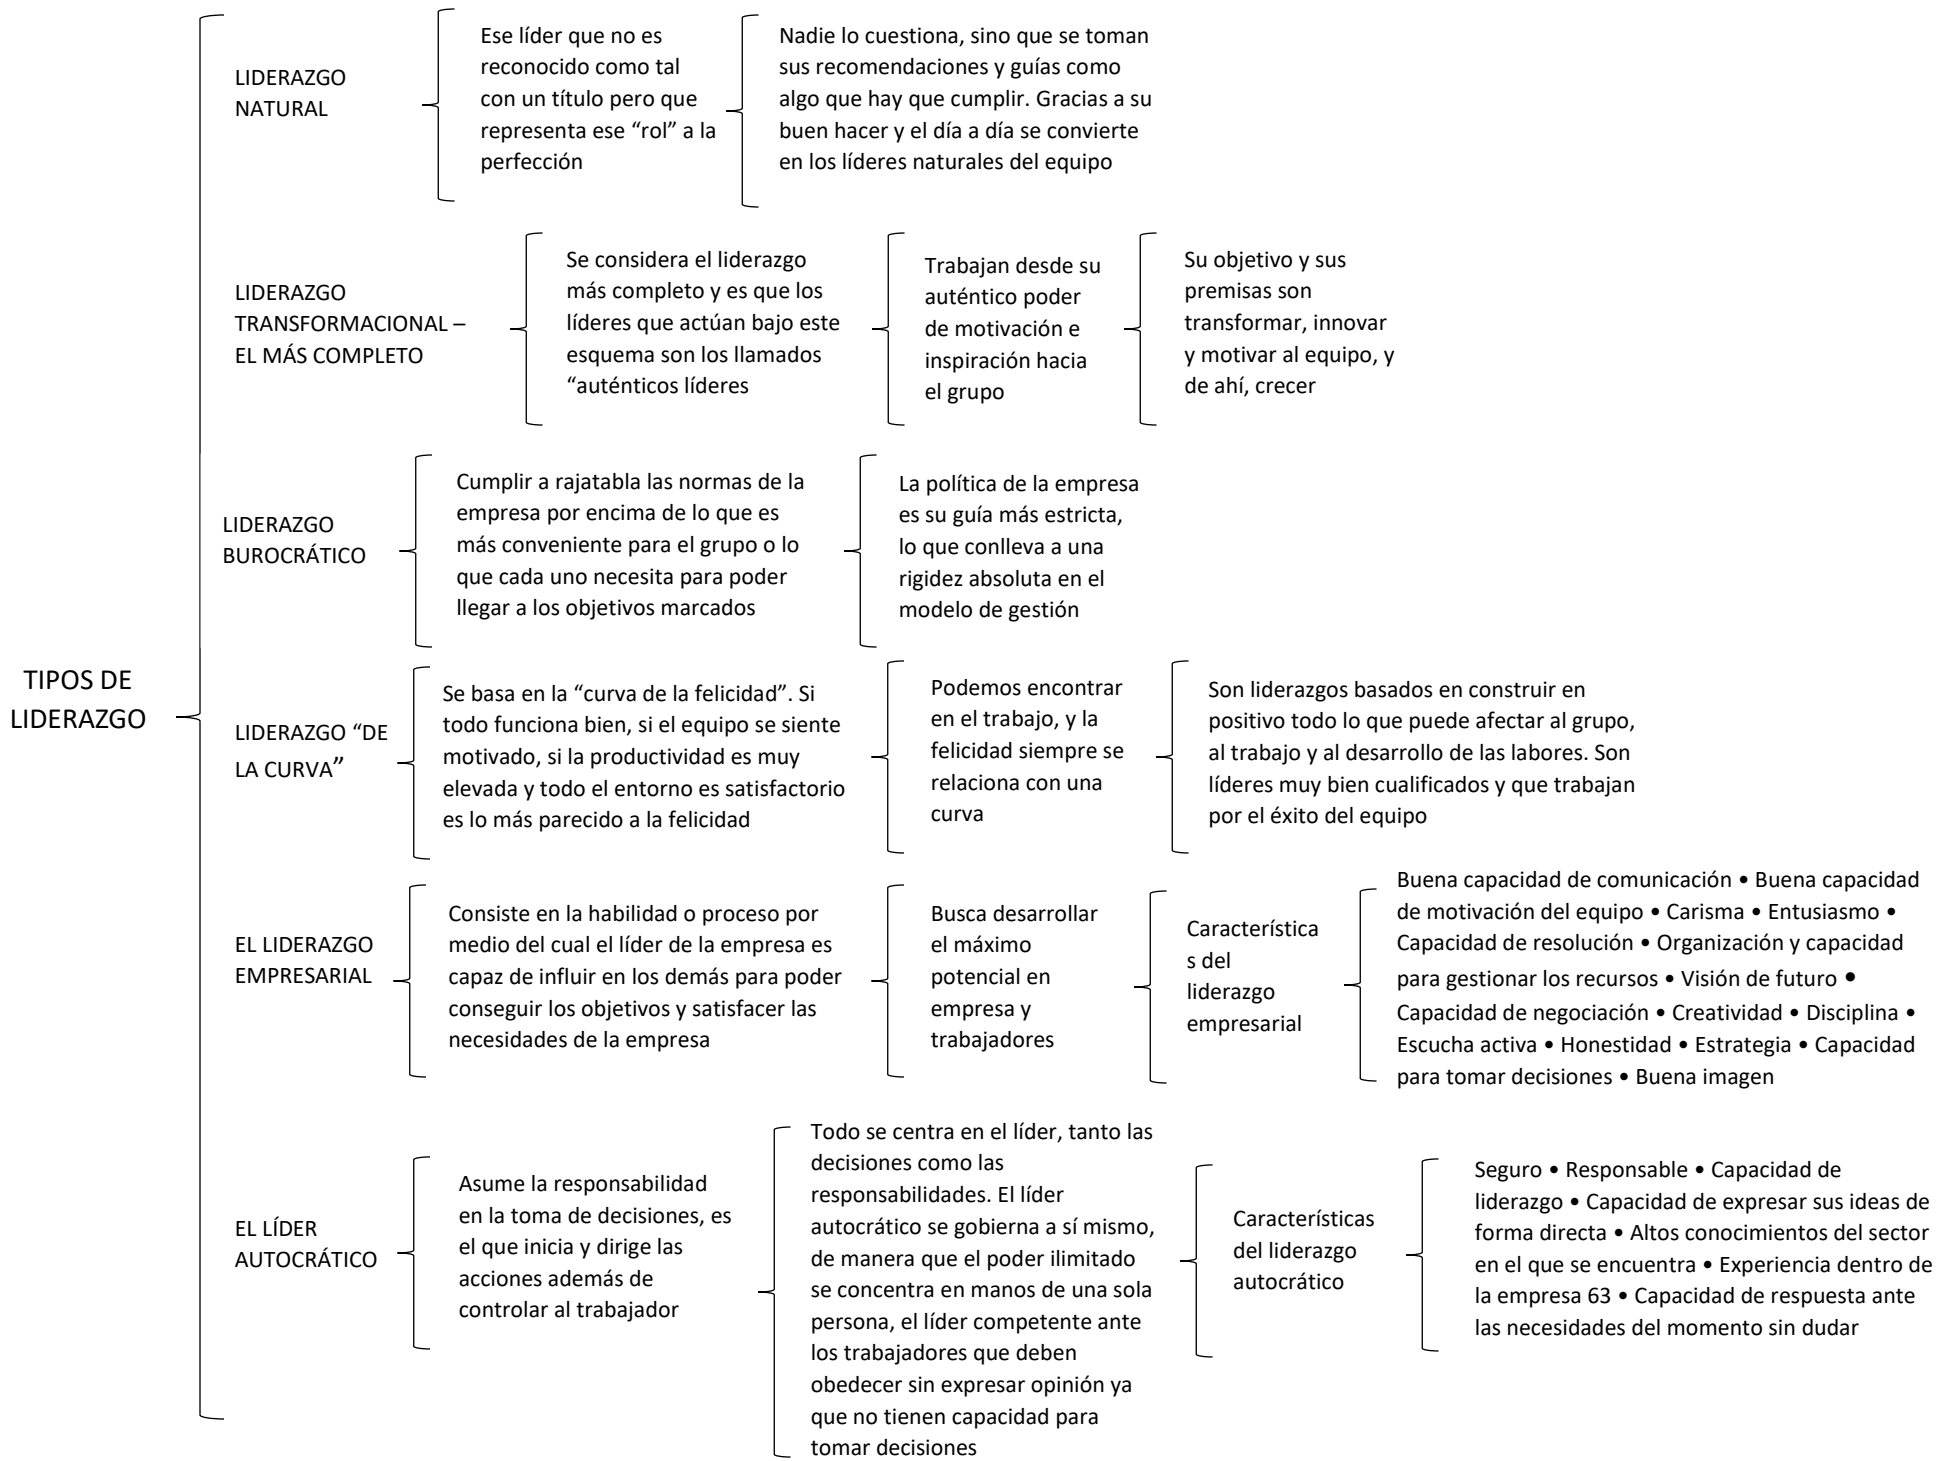 TIPOS DE
LIDERAZGO
LIDERAZGO
NATURAL
Ese líder que no es
reconocido como tal
con un título pero que
representa ese “rol” a la
perfección
Nadie lo cuestiona, sino que se toman
sus recomendaciones y guías como
algo que hay que cumplir. Gracias a su
buen hacer y el día a día se convierte
en los líderes naturales del equipo
LIDERAZGO
TRANSFORMACIONAL –
EL MÁS COMPLETO
Se considera el liderazgo
más completo y es que los
líderes que actúan bajo este
esquema son los llamados
“auténticos líderes
Trabajan desde su
auténtico poder
de motivación e
inspiración hacia
el grupo
Su objetivo y sus
premisas son
transformar, innovar
y motivar al equipo, y
de ahí, crecer
LIDERAZGO
BUROCRÁTICO
Cumplir a rajatabla las normas de la
empresa por encima de lo que es
más conveniente para el grupo o lo
que cada uno necesita para poder
llegar a los objetivos marcados
La política de la empresa
es su guía más estricta,
lo que conlleva a una
rigidez absoluta en el
modelo de gestión
LIDERAZGO “DE
LA CURVA”
Se basa en la “curva de la felicidad”. Si
todo funciona bien, si el equipo se siente
motivado, si la productividad es muy
elevada y todo el entorno es satisfactorio
es lo más parecido a la felicidad
Podemos encontrar
en el trabajo, y la
felicidad siempre se
relaciona con una
curva
Son liderazgos basados en construir en
positivo todo lo que puede afectar al grupo,
al trabajo y al desarrollo de las labores. Son
líderes muy bien cualificados y que trabajan
por el éxito del equipo
EL LIDERAZGO
EMPRESARIAL
Consiste en la habilidad o proceso por
medio del cual el líder de la empresa es
capaz de influir en los demás para poder
conseguir los objetivos y satisfacer las
necesidades de la empresa
Busca desarrollar
el máximo
potencial en
empresa y
trabajadores
Característica
s del
liderazgo
empresarial
Buena capacidad de comunicación • Buena capacidad
de motivación del equipo • Carisma • Entusiasmo •
Capacidad de resolución • Organización y capacidad
para gestionar los recursos • Visión de futuro •
Capacidad de negociación • Creatividad • Disciplina •
Escucha activa • Honestidad • Estrategia • Capacidad
para tomar decisiones • Buena imagen
EL LÍDER
AUTOCRÁTICO
Asume la responsabilidad
en la toma de decisiones, es
el que inicia y dirige las
acciones además de
controlar al trabajador
Todo se centra en el líder, tanto las
decisiones como las
responsabilidades. El líder
autocrático se gobierna a sí mismo,
de manera que el poder ilimitado
se concentra en manos de una sola
persona, el líder competente ante
los trabajadores que deben
obedecer sin expresar opinión ya
que no tienen capacidad para
tomar decisiones
Características
del liderazgo
autocrático
Seguro • Responsable • Capacidad de
liderazgo • Capacidad de expresar sus ideas de
forma directa • Altos conocimientos del sector
en el que se encuentra • Experiencia dentro de
la empresa 63 • Capacidad de respuesta ante
las necesidades del momento sin dudar